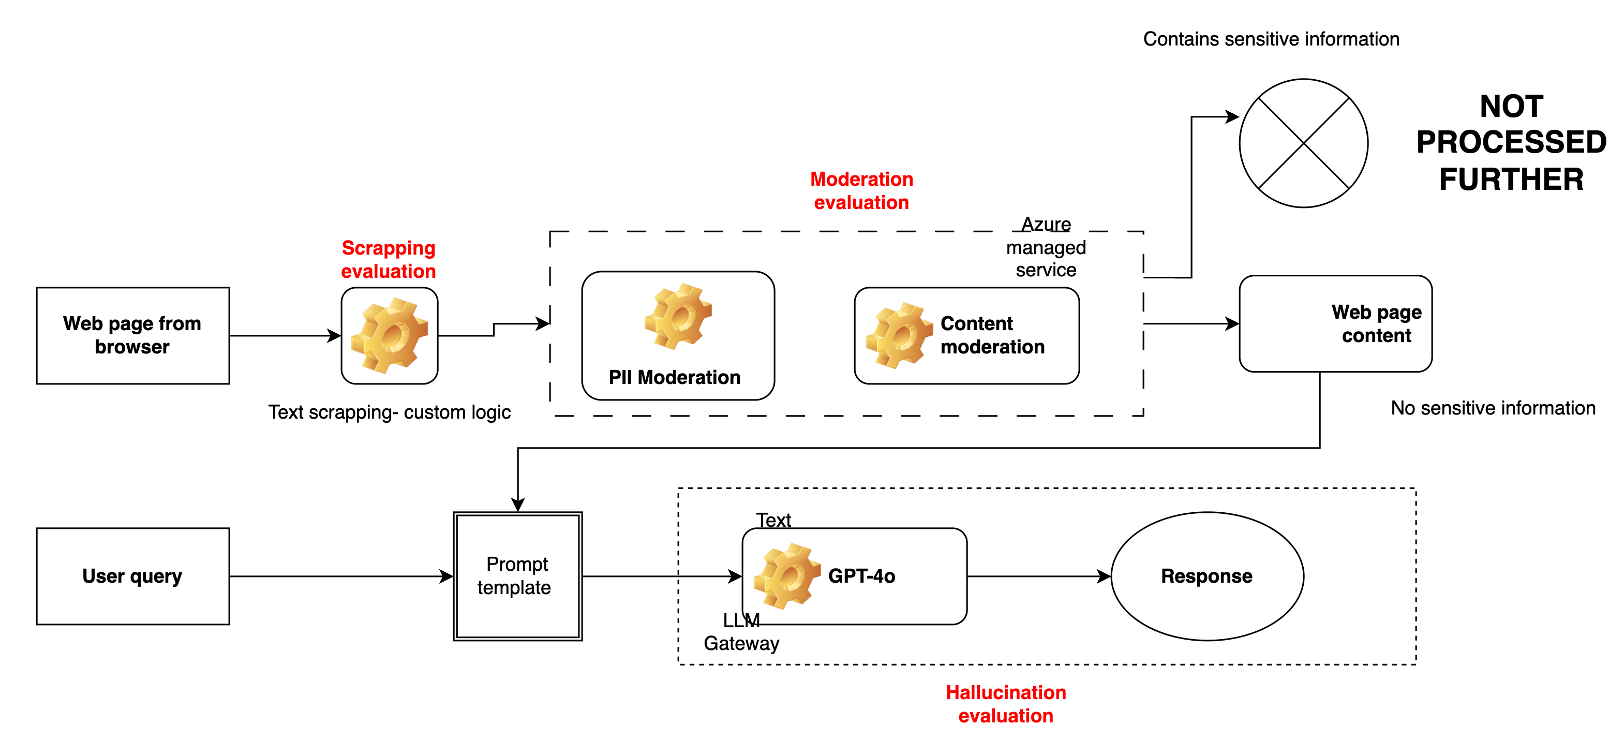 Contains sensitive information
NOT
PROCESSED
FURTHER
Moderation
evaluation
Azure
managed
service
Scrapping
evaluation
Web page from
browser
PII Moderation
Content
moderation
Web page
content
Text scrapping- custom logic
No sensitive information
User query
Prompt
template
Text
GPT-4o
LLM
Gateway
Response
Hallucination
evaluation